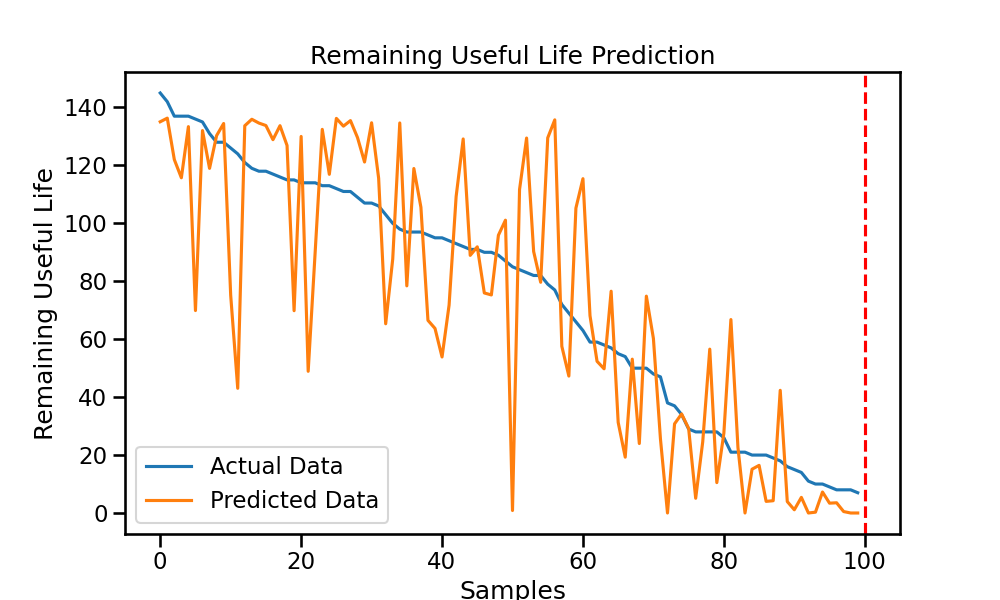 Remaining Useful Life Prediction
Remaining Useful Life
140
120
100
80
60
40
20
0
Actual Data
Predicted Data
0 20 40 60 80 100
Samples